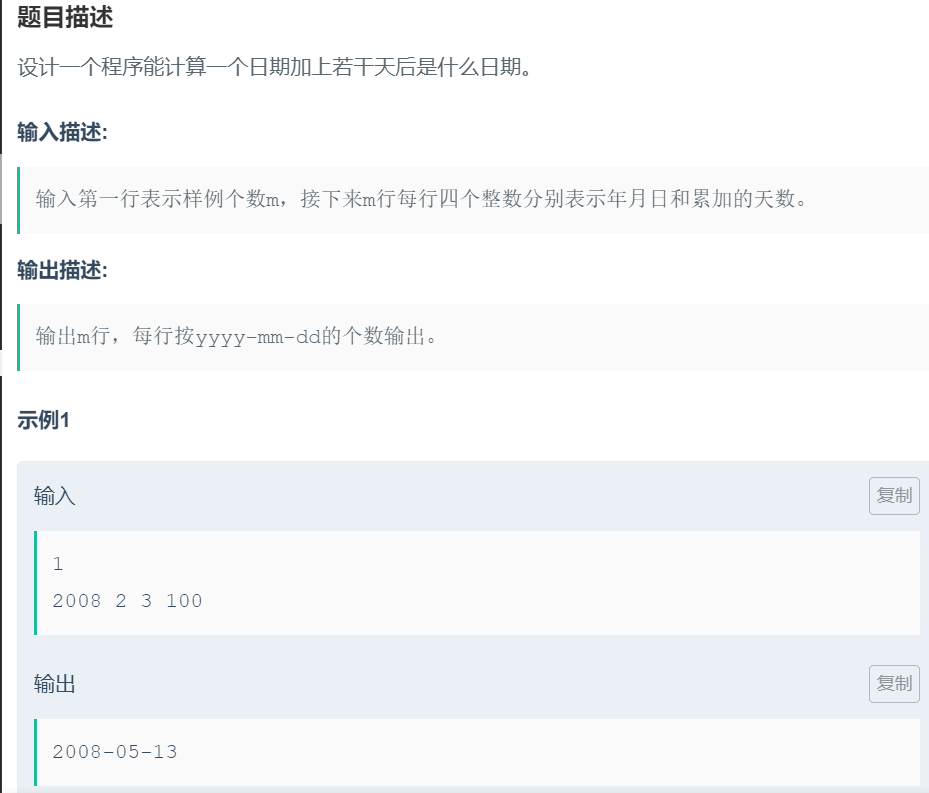 题目描述
设计一个程序能计算一个日期加上若干天后是什么日期。
输入描述:
输入第一行表示样例个数m，接下来m行每行四个整数分别表示年月日和累加的天数。
输出描述:
输出m行，每行按yyyy-mm-dd的个数输出。
示例1
输入
复制
1
2008 2 3 100
输出
复制
2008-05-13